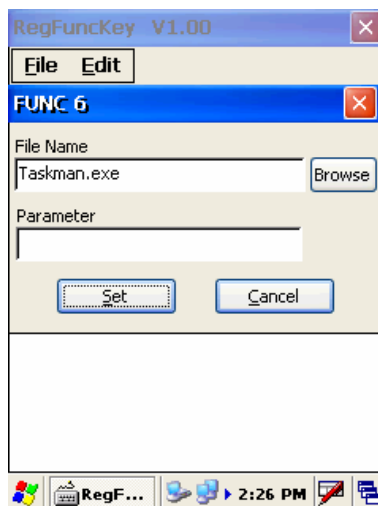 RegFuncKey V1.00
File Edit
FUNC 6
File Name
Taskman.exe
Browse
Parameter
Set Cancel
RegF... 2:26 PM